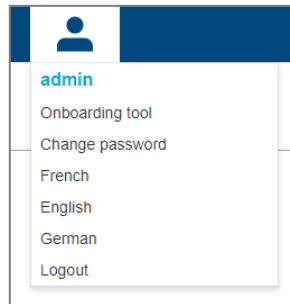 admin
Onboarding tool
Change password
French
English
German
Logout